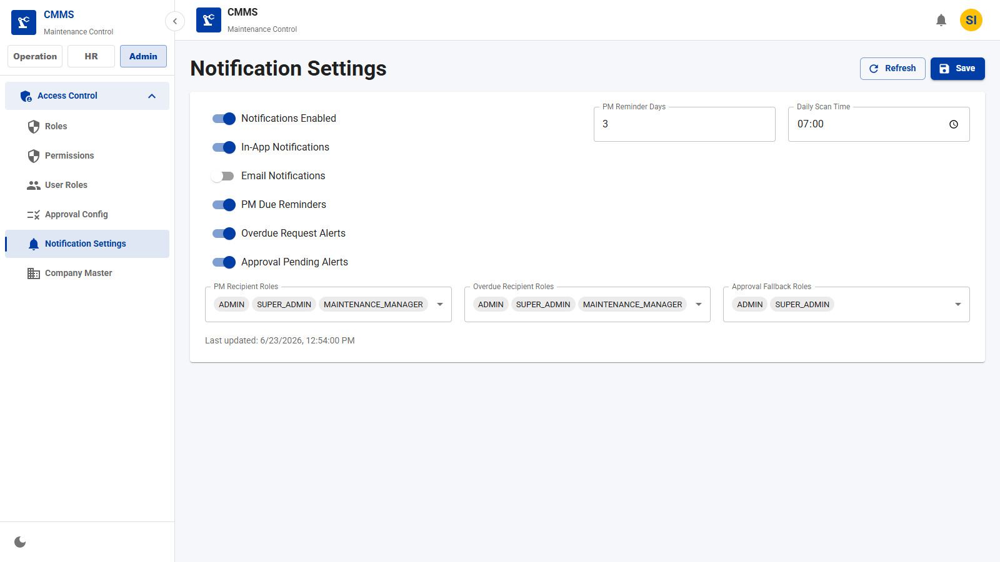 CMMS
Maintenance Control
Operation
HR
Admin
Access Control
Roles
Permissions
User Roles
Approval Config
Notification Settings
Company Master
CMMS
Maintenance Control
SI
Notification Settings
Refresh
Save
Notifications Enabled
In-App Notifications
Email Notifications
PM Due Reminders
Overdue Request Alerts
Approval Pending Alerts
PM Reminder Days
3
Daily Scan Time
07:00
PM Recipient Roles
ADMIN SUPER_ADMIN MAINTENANCE_MANAGER
Overdue Recipient Roles
ADMIN SUPER_ADMIN MAINTENANCE_MANAGER
Approval Fallback Roles
ADMIN SUPER_ADMIN
Last updated: 6/23/2026, 12:54:00 PM